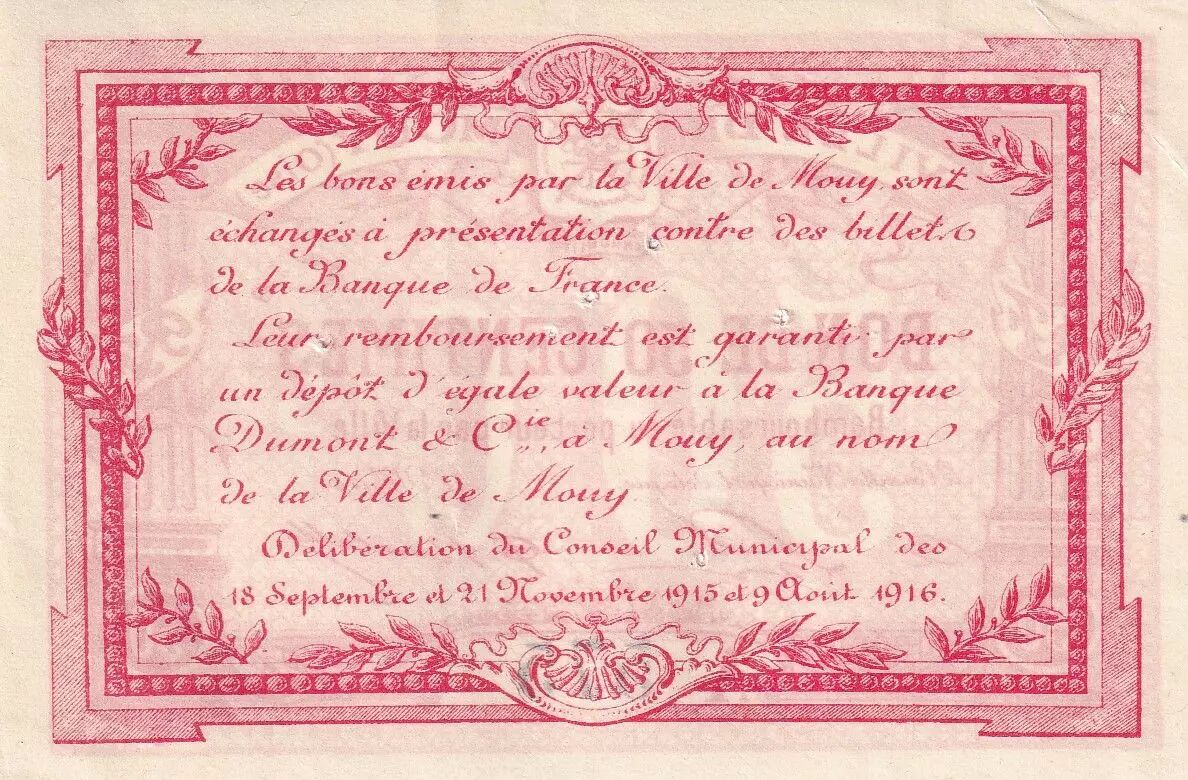 Les bons émis par la Ville de Mouy, sont
échangés à présentation contre des billets
de la Banque de France.
Leur remboursement est garanti par
un dépôt d'égale valeur à la Banque
Dumont & Cie, à Mouy, au nom
de la Ville de Mouy
Délibération du Conseil Municipal des
18 Septembre et 21 Novembre 1915 et 9 Août 1916.